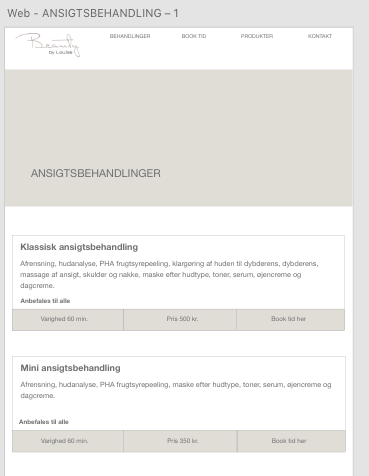 Web - ANSIGTSBEHANDLING – 1
Beauty
by Louise
BEHANDLINGER BOOK TID PRODUKTER KONTAKT
ANSIGTSBEHANDLINGER
Klassisk ansigtsbehandling
Afrensning, hudanalyse, PHA frugtsyrepeeling, klargøring af huden til dybderens, dybderens,
massage af ansigt, skulder og nakke, maske efter hudtype, toner, serum, øjencreme og
dagcreme.
Anbefales til alle
Varighed 60 min. Pris 500 kr. Book tid her
Mini ansigtsbehandling
Afrensning, hudanalyse, PHA frugtsyrepeeling, maske efter hudtype, toner, serum, øjencreme og
dagcreme.
Anbefales til alle
Varighed 60 min. Pris 350 kr. Book tid her